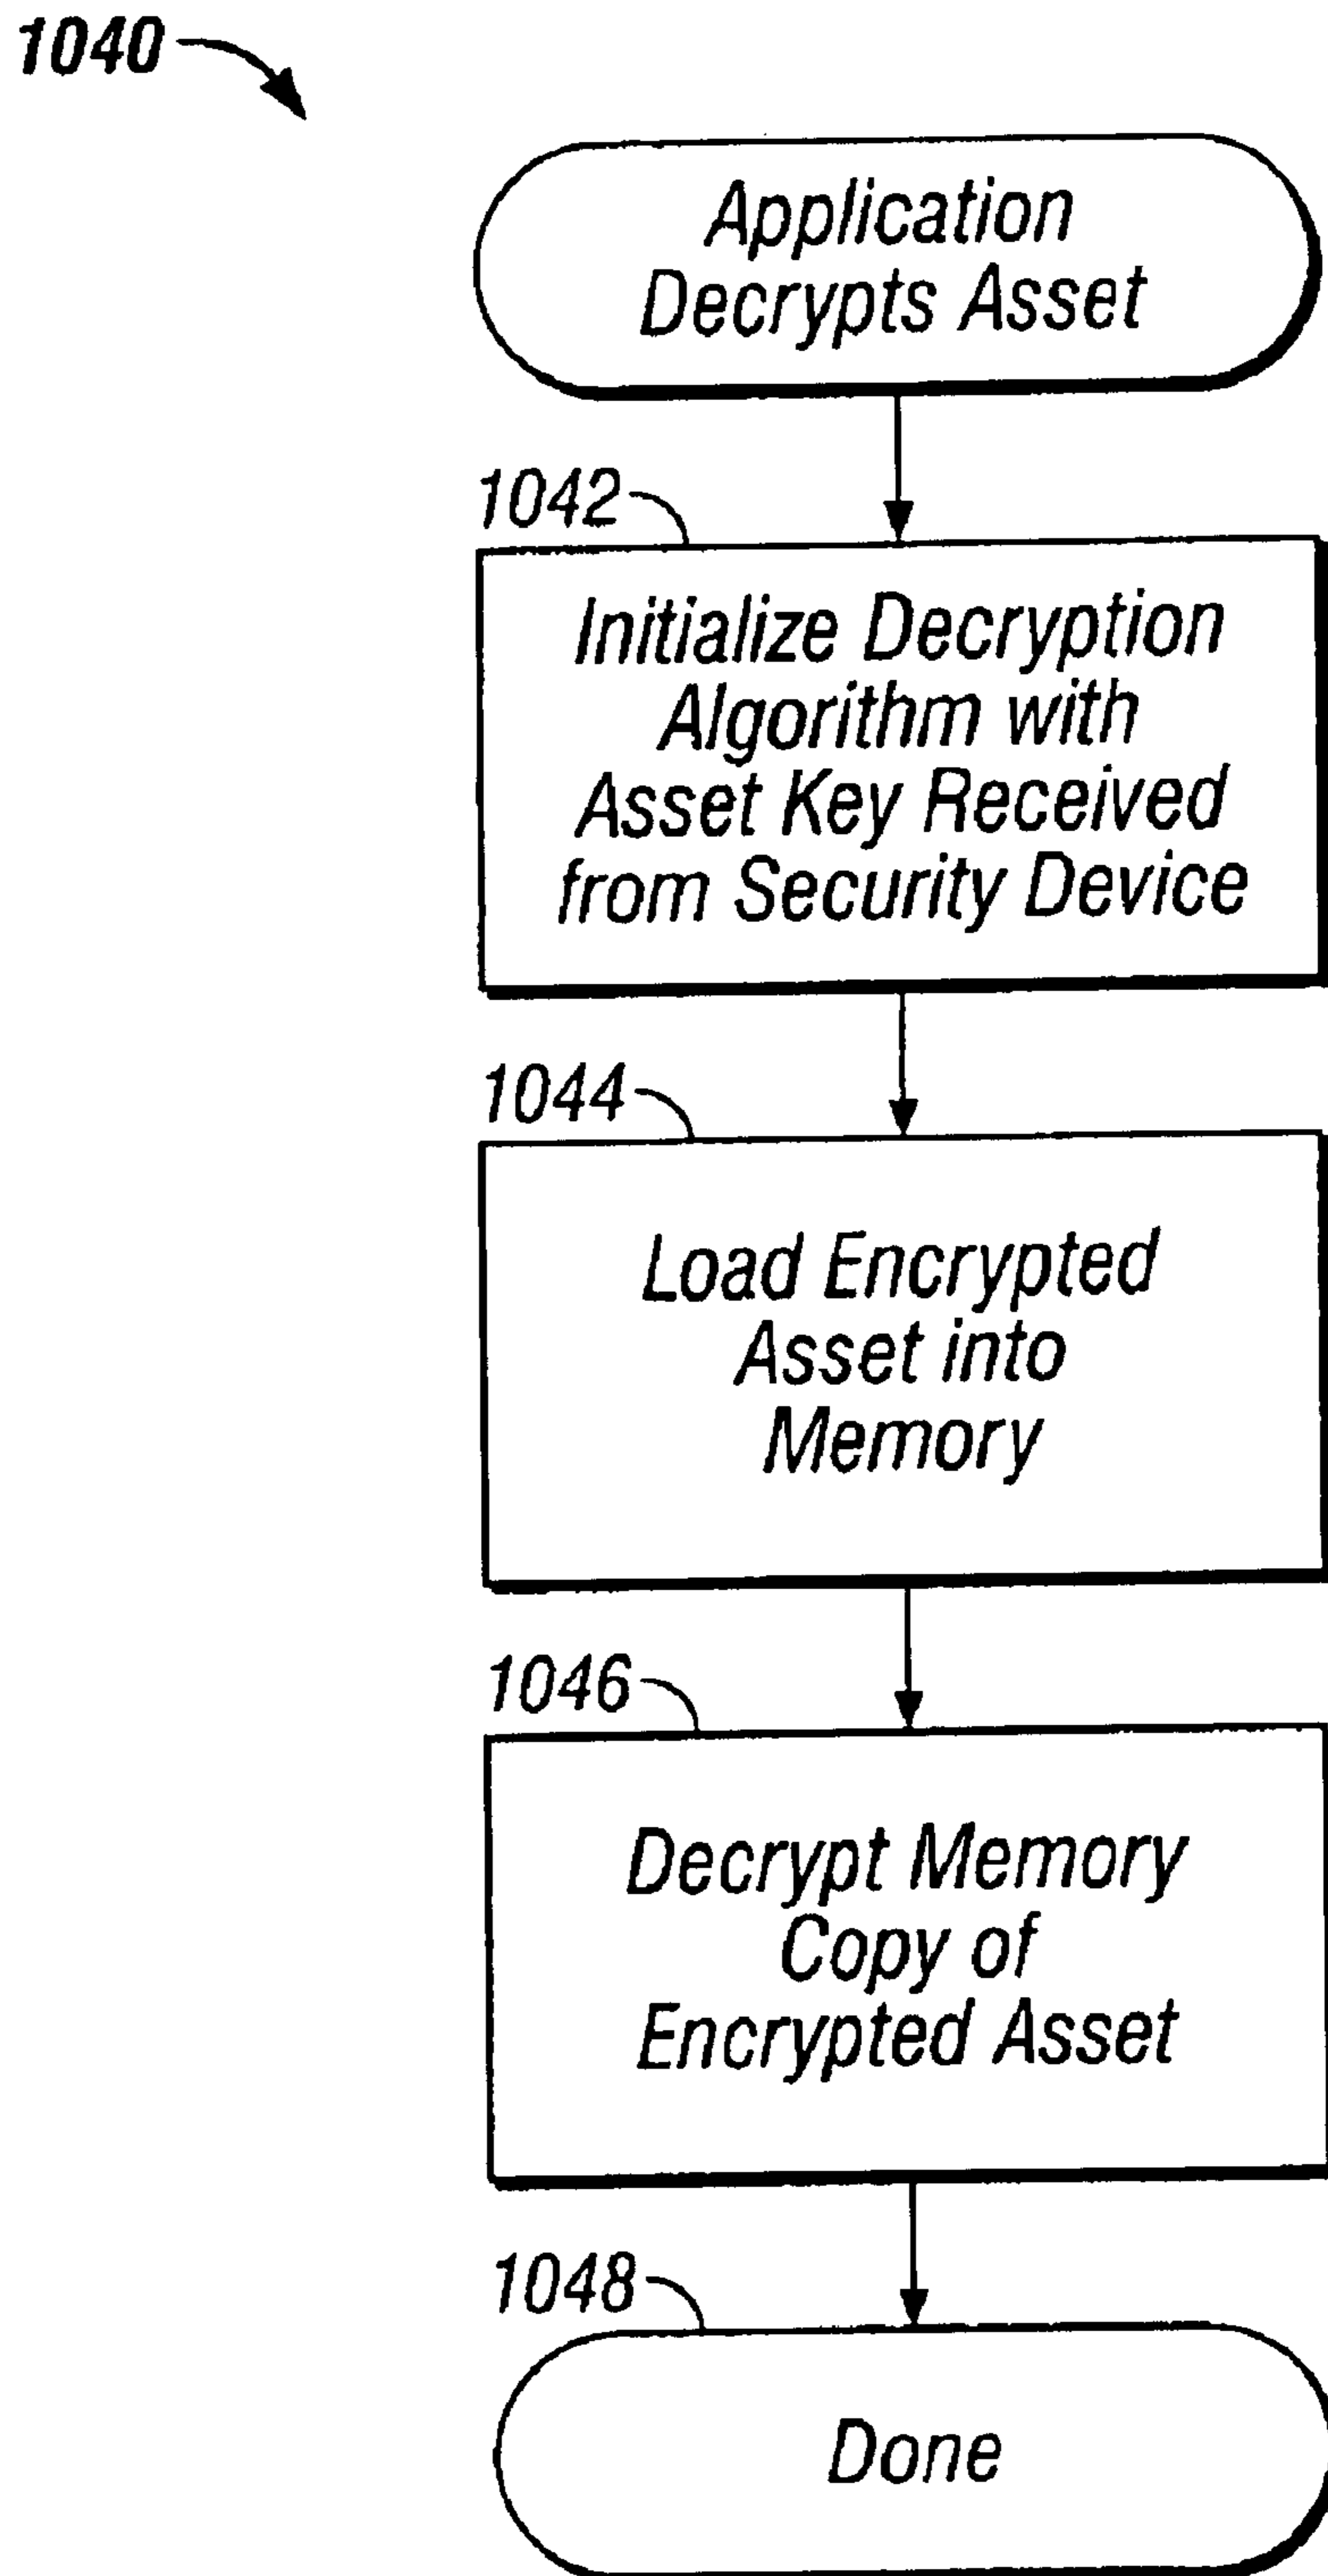 1040
Application
Decrypts Asset
1042
Initialize Decryption
Algorithm with
Asset Key Received
from Security Device
1044
Load Encrypted
Asset into
Memory
1046
Decrypt Memory
Copy of
Encrypted Asset
1048
Done